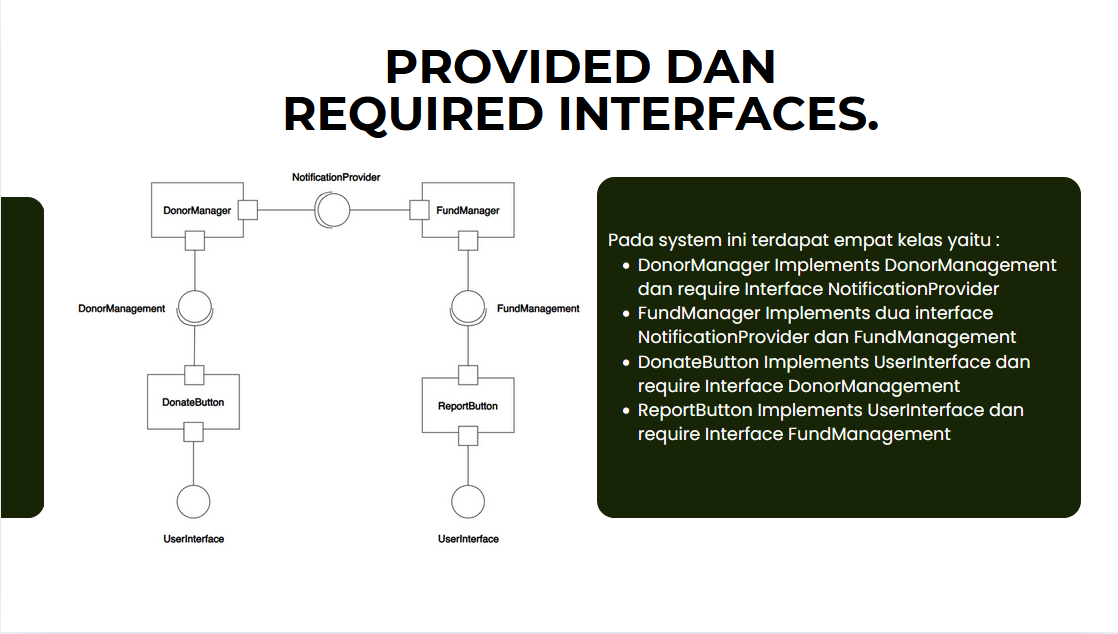 PROVIDED DAN
REQUIRED INTERFACES.
NotificationProvider
DonorManager
FundManager
DonorManagement
FundManagement
DonateButton
ReportButton
UserInterface
UserInterface
Pada system ini terdapat empat kelas yaitu :
• DonorManager Implements DonorManagement
dan require Interface NotificationProvider
• FundManager Implements dua interface
NotificationProvider dan FundManagement
• DonateButton Implements UserInterface dan
require Interface DonorManagement
• ReportButton Implements UserInterface dan
require Interface FundManagement